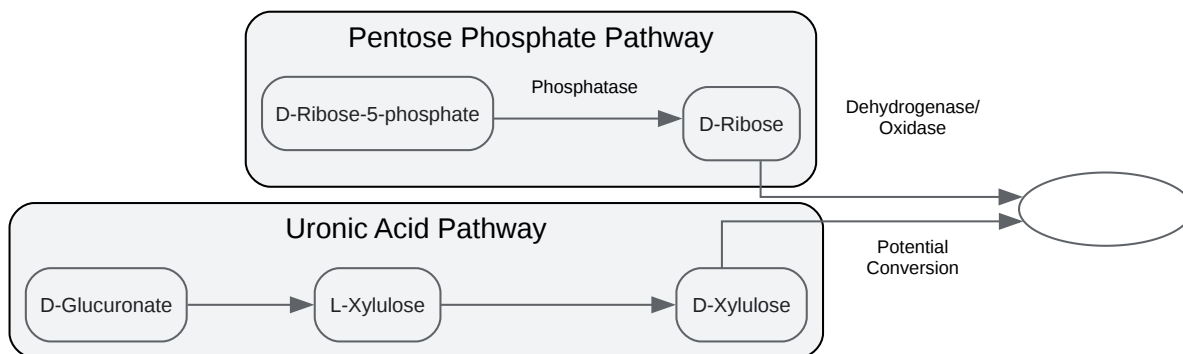 Pentose Phosphate Pathway
D-Ribose-5-phosphate
Phosphatase
D-Ribose
Dehydrogenase/
Oxidase
Uronic Acid Pathway
D-Glucuronate
L-Xylulose
D-Xylulose
Potential
Conversion